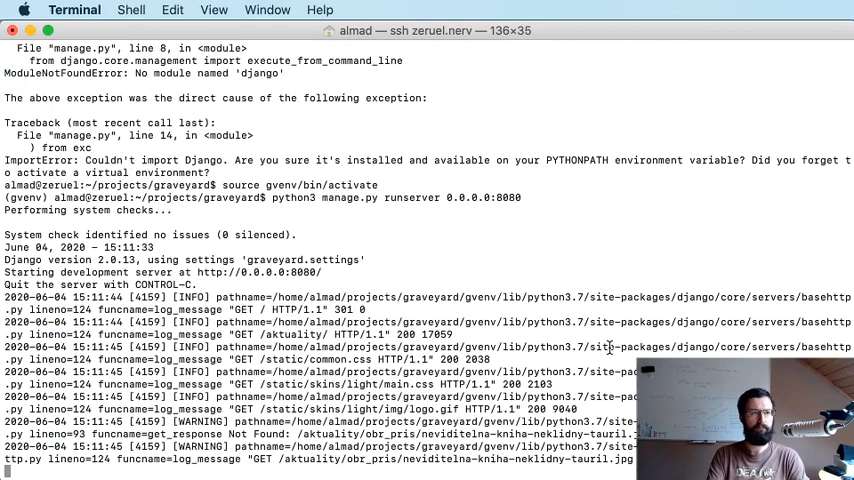 Terminal Shell Edit View Window Help
almad — ssh zeruel.nerv — 136×35
File "manage.py", line 8, in <module>
from django.core.management import execute_from_command_line
ModuleNotFoundError: No module named 'django'
The above exception was the direct cause of the following exception:
Traceback (most recent call last):
File "manage.py", line 14, in <module>
) from exc
ImportError: Couldn't import Django. Are you sure it's installed and available on your PYTHONPATH environment variable? Did you forget t
o activate a virtual environment?
almad@zeruel:~/projects/graveyard$ source gvenv/bin/activate
(gvenv) almad@zeruel:~/projects/graveyard$ python3 manage.py runserver 0.0.0.0:8080
Performing system checks...
System check identified no issues (0 silenced).
June 04, 2020 - 15:11:33
Django version 2.0.13, using settings 'graveyard.settings'
Starting development server at http://0.0.0.0:8080/
Quit the server with CONTROL-C.
2020-06-04 15:11:44 [4159] [INFO] pathname=/home/almad/projects/graveyard/gvenv/lib/python3.7/site-packages/django/core/servers/basehttp
.py lineno=124 funcname=log_message "GET / HTTP/1.1" 301 0
2020-06-04 15:11:45 [4159] [INFO] pathname=/home/almad/projects/graveyard/gvenv/lib/python3.7/site-packages/django/core/servers/basehttp
.py lineno=124 funcname=log_message "GET /aktuality/ HTTP/1.1" 200 17059
2020-06-04 15:11:45 [4159] [INFO] pathname=/home/almad/projects/graveyard/gvenv/lib/python3.7/site-packages/django/core/servers/basehttp
.py lineno=124 funcname=log_message "GET /static/common.css HTTP/1.1" 200 2038
2020-06-04 15:11:45 [4159] [INFO] pathname=/home/almad/projects/graveyard/gvenv/lib/python3.7/site-pac
.py lineno=124 funcname=log_message "GET /static/skins/light/main.css HTTP/1.1" 200 2103
2020-06-04 15:11:45 [4159] [INFO] pathname=/home/almad/projects/graveyard/gvenv/lib/python3.7/site-pac
.py lineno=124 funcname=log_message "GET /static/skins/light/img/logo.gif HTTP/1.1" 200 9040
2020-06-04 15:11:45 [4159] [WARNING] pathname=/home/almad/projects/graveyard/gvenv/lib/python3.7/site-
.py lineno=93 funcname=get_response Not Found: /aktuality/obr_pris/neviditelna-kniha-neklidny-tauril.j
2020-06-04 15:11:45 [4159] [WARNING] pathname=/home/almad/projects/graveyard/gvenv/lib/python3.7/site-
ttp.py lineno=124 funcname=log_message "GET /aktuality/obr_pris/neviditelna-kniha-neklidny-tauril.jpg